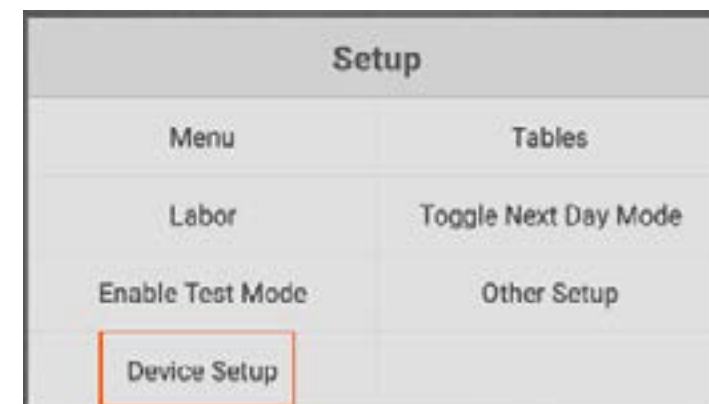 Setup
Menu
Tables
Labor
Toggle Next Day Mode
Enable Test Mode
Other Setup
Device Setup